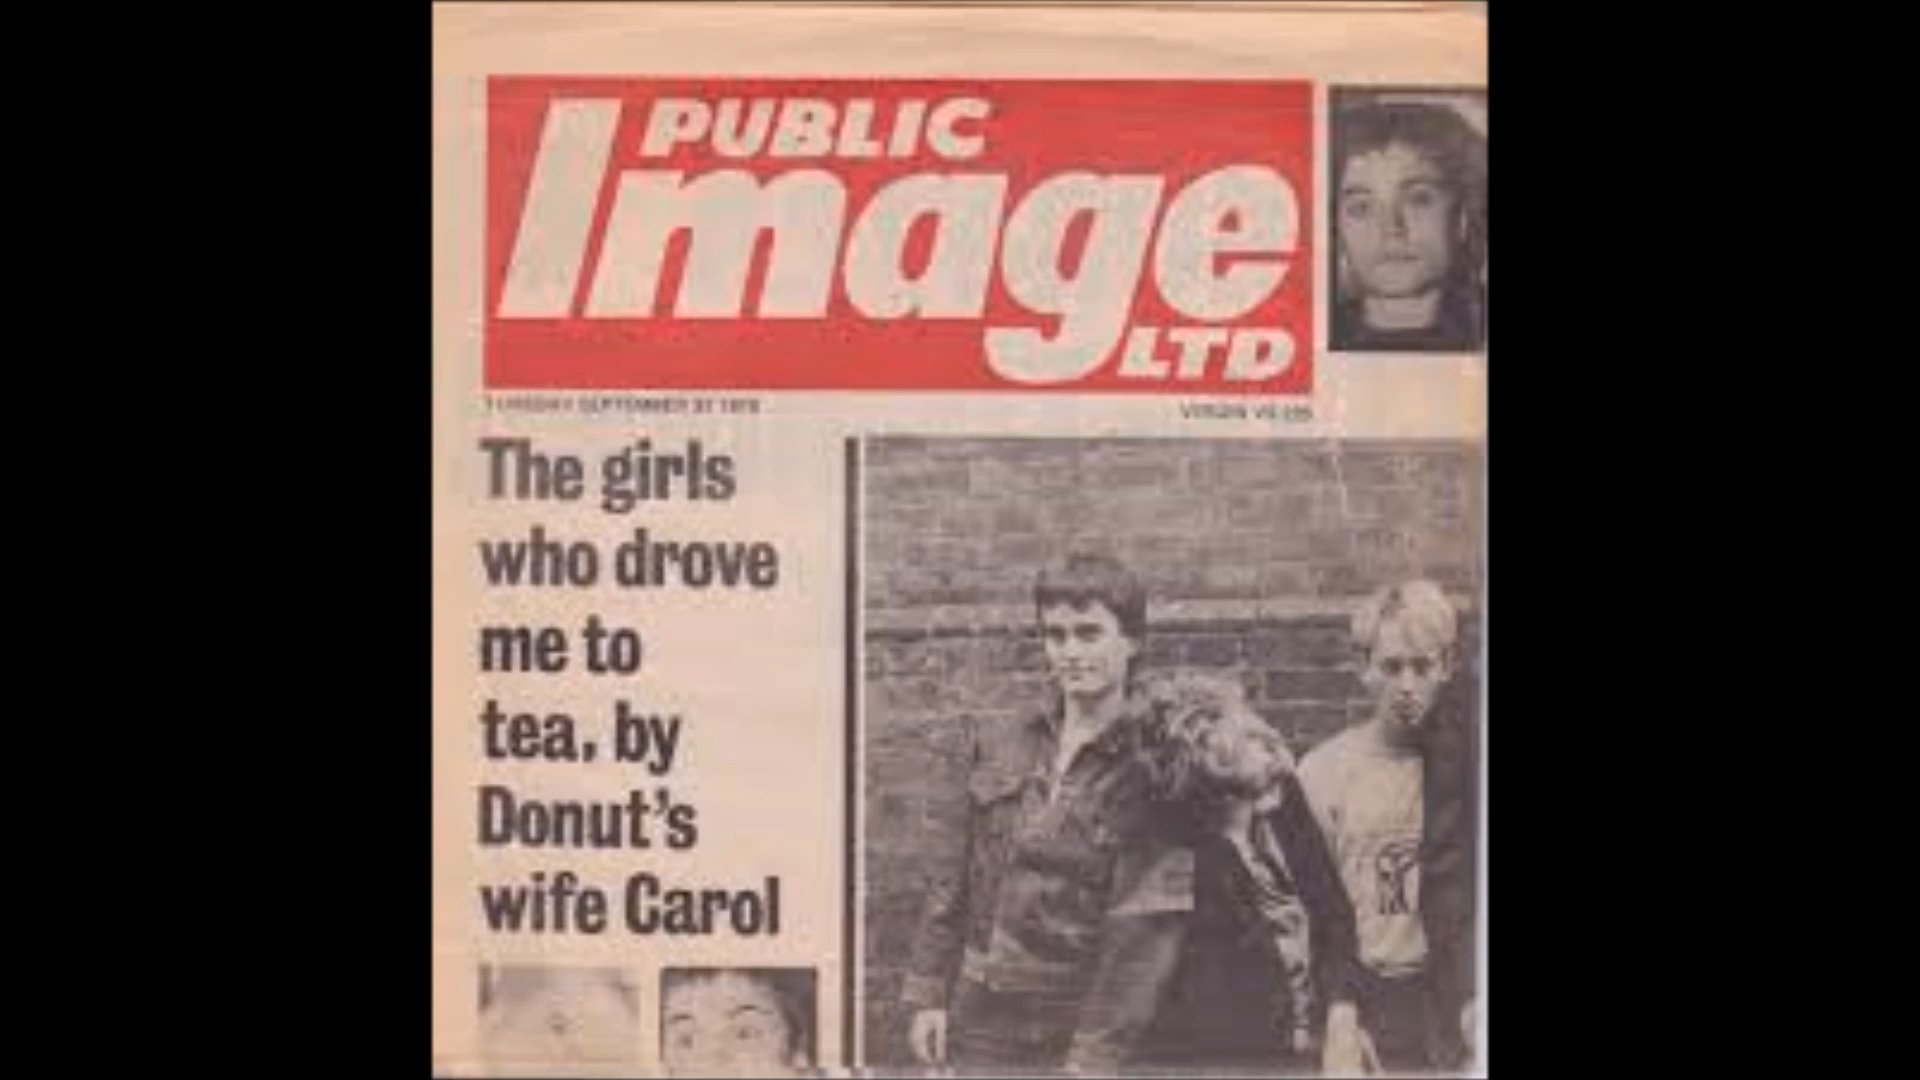 PUBLIC
Image
LTD
The girls
who drove
me to
tea, by
Donut's
wife Carol